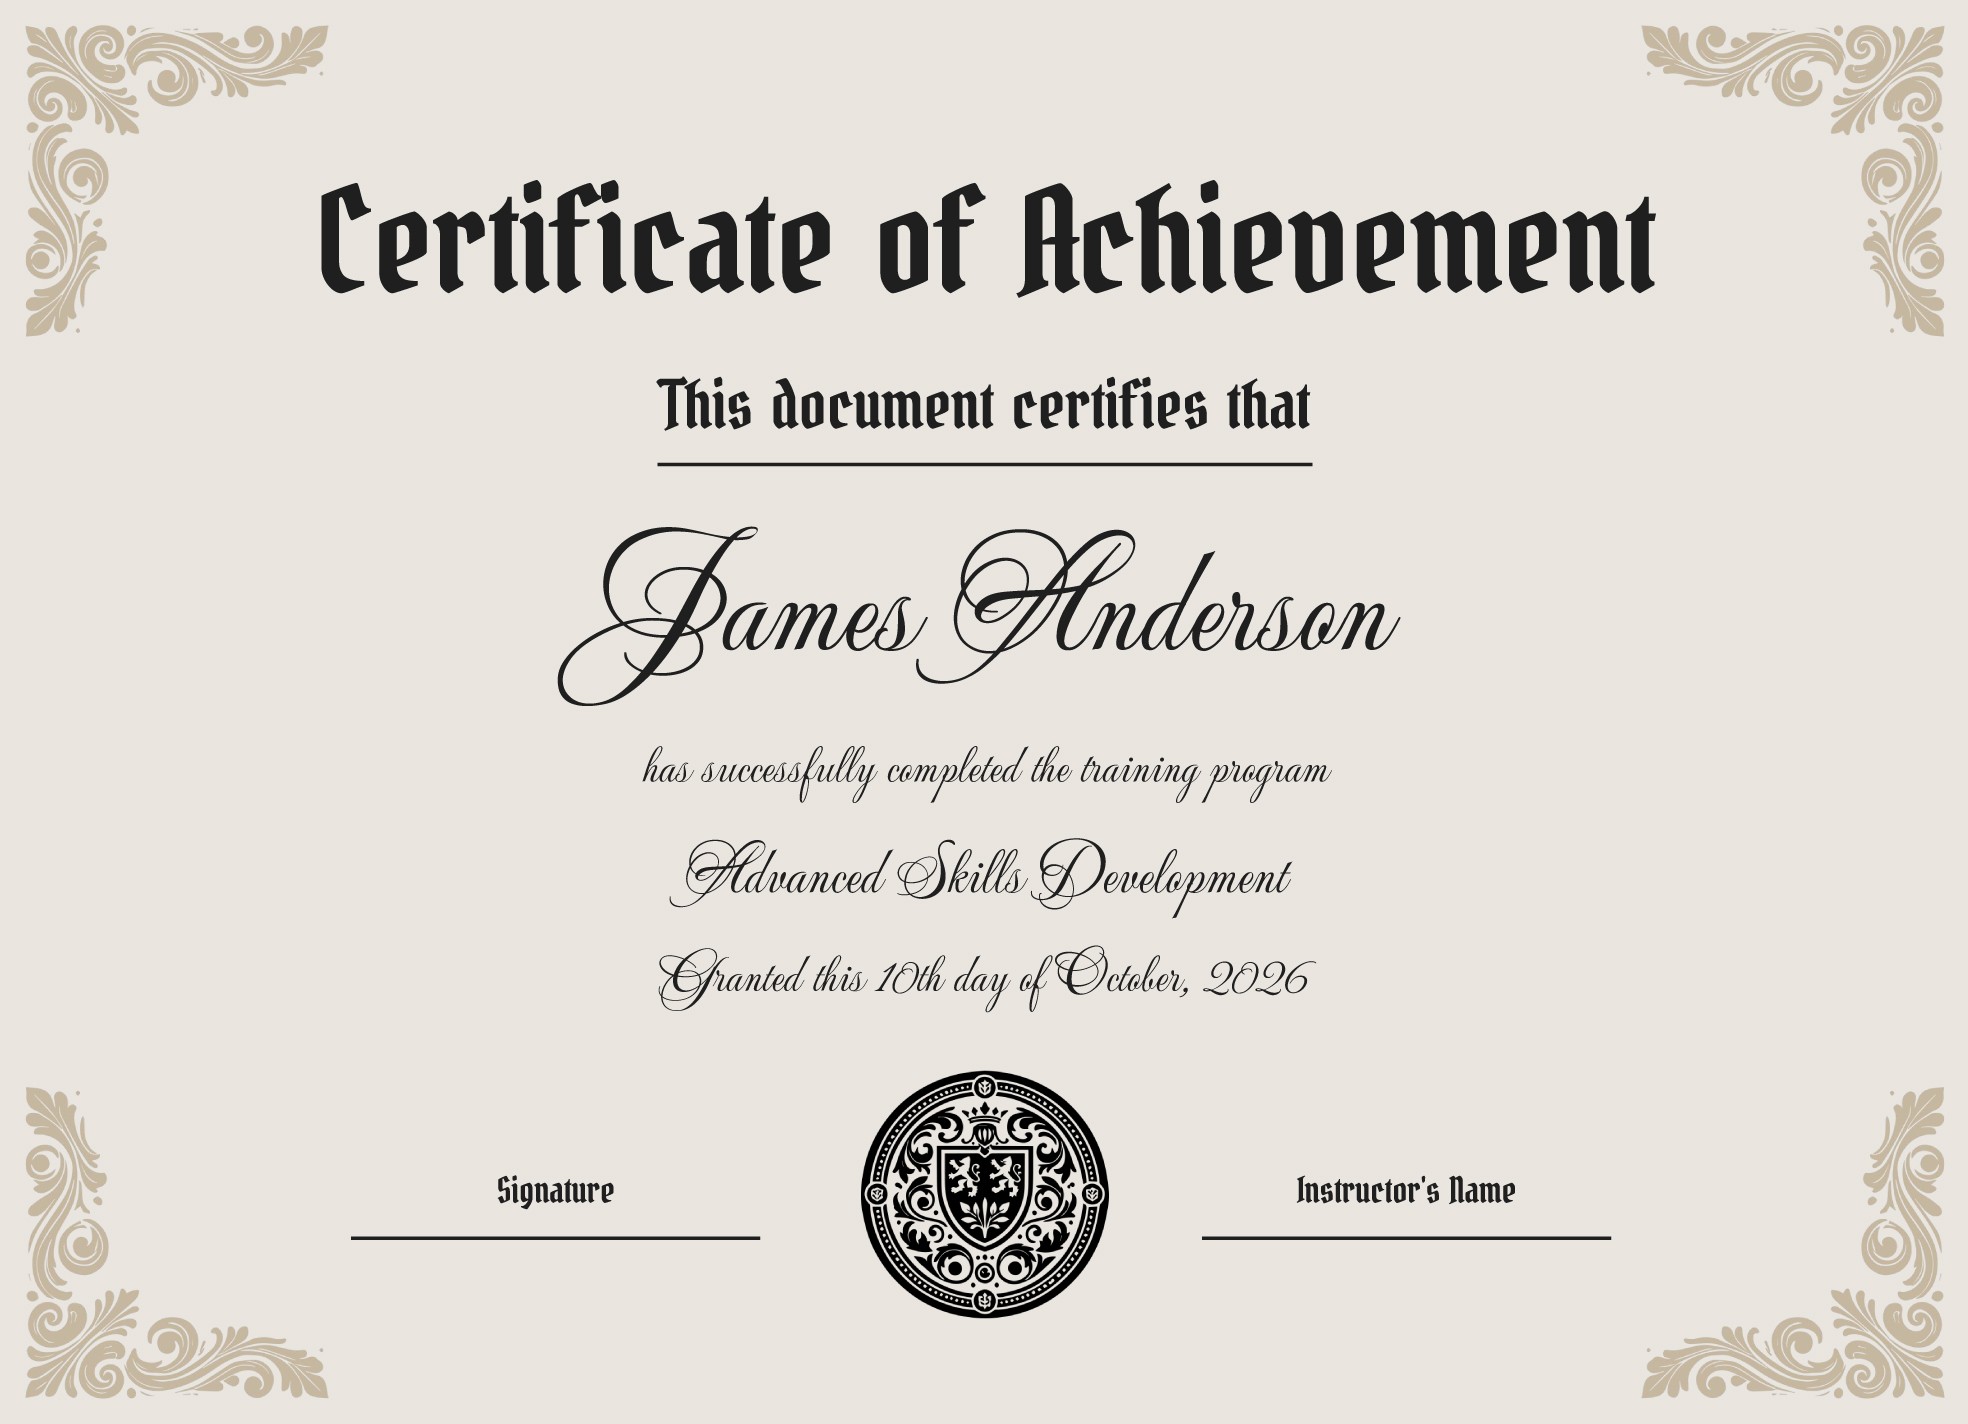 Certificate of Achievement
This document certifies that
James Anderson
has successfully completed the training program
Advanced Skills Development
Granted this 10th day of October, 2026
Signature
Instructor's Name